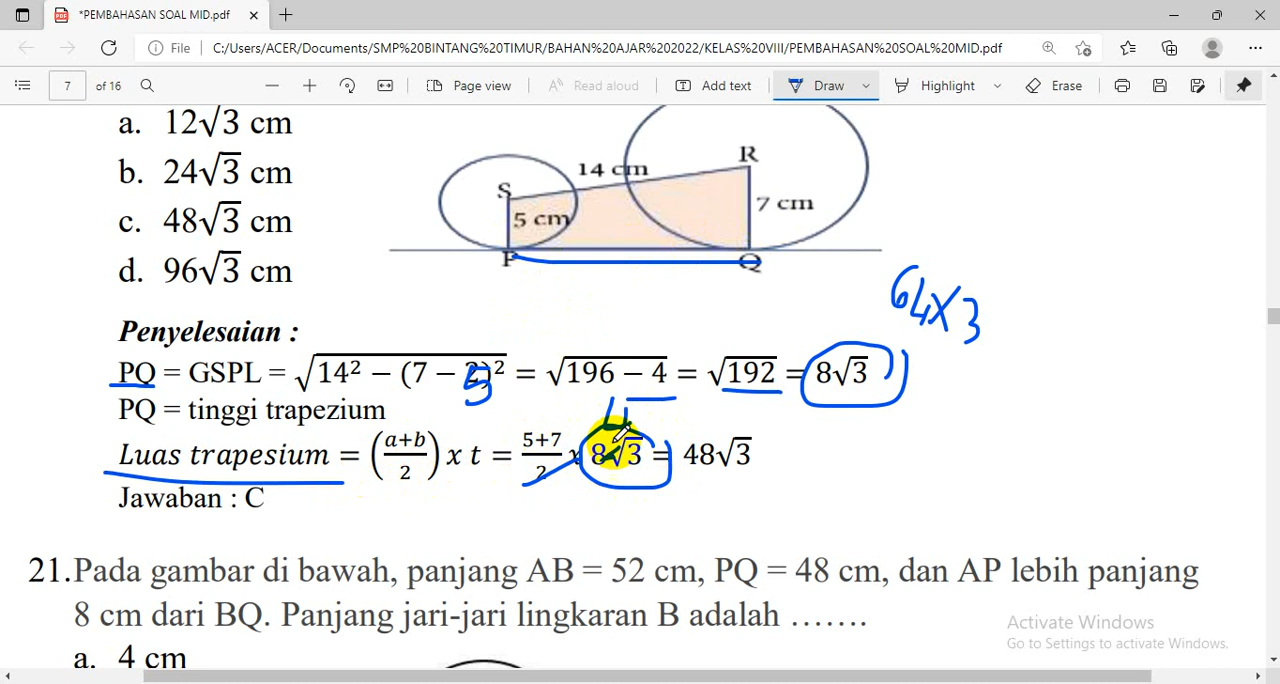 *PEMBAHASAN SOAL MID.pdf
File C:/Users/ACER/Documents/SMP%20BINTANG%20TIMUR/BAHAN%20AJAR%202022/KELAS%20VIII/PEMBAHASAN%20SOAL%20MID.pdf
7 of 16 Page view Read aloud Add text Draw Highlight Erase
a. 12√3 cm
b. 24√3 cm
c. 48√3 cm
d. 96√3 cm
S 14 cm R
5 cm 7 cm
P Q
64x3
Penyelesaian :
PQ = GSPL = √14² − (7 − 2)² = √196 − 4 = √192 = 8√3
5
PQ = tinggi trapezium
4
Luas trapesium = (a+b/2) x t = 5+7/2 x 8√3 = 48√3
Jawaban : C
21. Pada gambar di bawah, panjang AB = 52 cm, PQ = 48 cm, dan AP lebih panjang
8 cm dari BQ. Panjang jari-jari lingkaran B adalah …….
a. 4 cm
Activate Windows
Go to Settings to activate Windows.